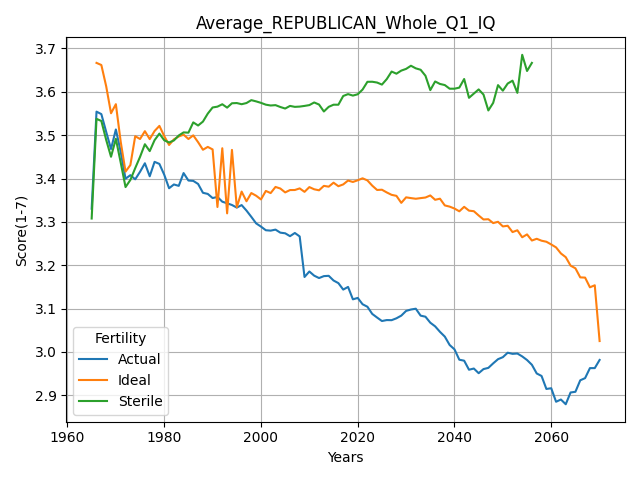 Average_REPUBLICAN_Whole_Q1_IQ
3.7
3.6
3.5
3.4
3.3
3.2
3.1
3.0
2.9
Score(1-7)
Fertility
Actual
Ideal
Sterile
1960 1980 2000 2020 2040 2060
Years